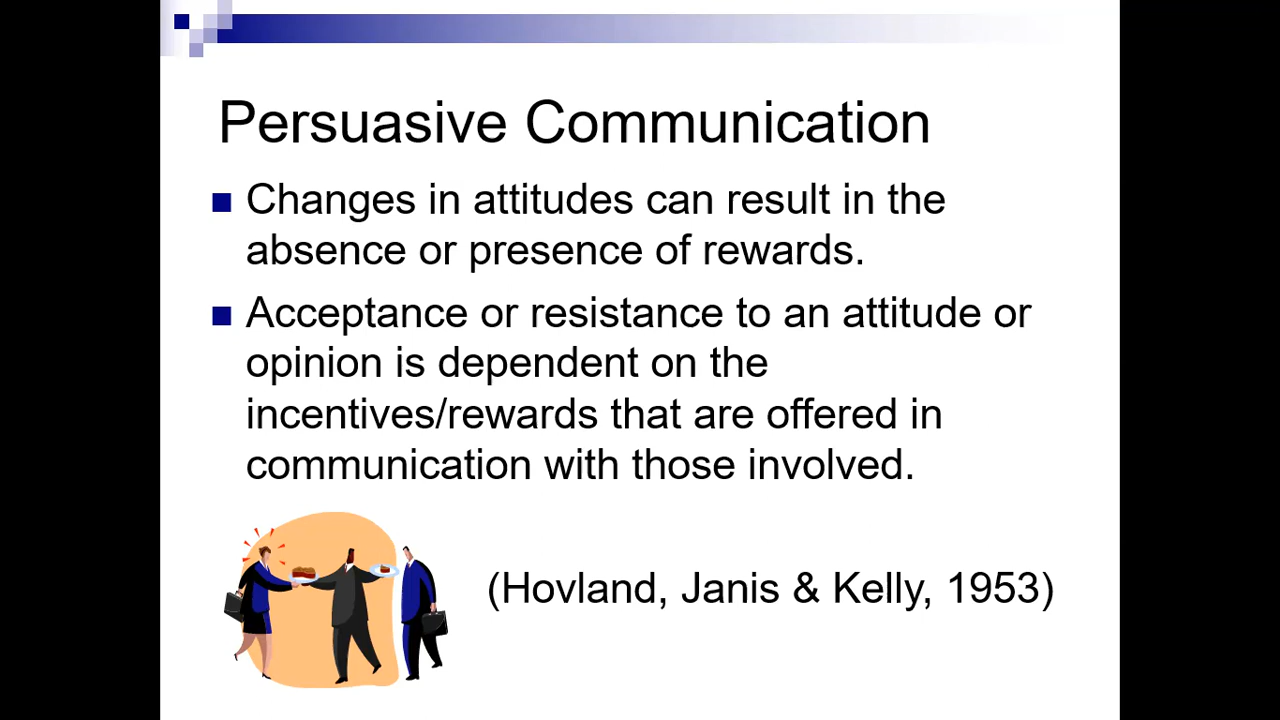 Persuasive Communication
Changes in attitudes can result in the
absence or presence of rewards.
Acceptance or resistance to an attitude or
opinion is dependent on the
incentives/rewards that are offered in
communication with those involved.
(Hovland, Janis & Kelly, 1953)